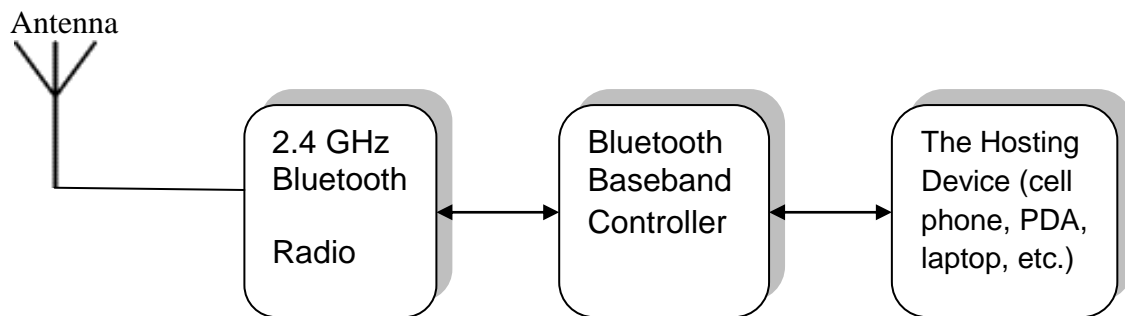 Antenna
2.4 GHz
Bluetooth
Radio
Bluetooth
Baseband
Controller
The Hosting
Device (cell
phone, PDA,
laptop, etc.)